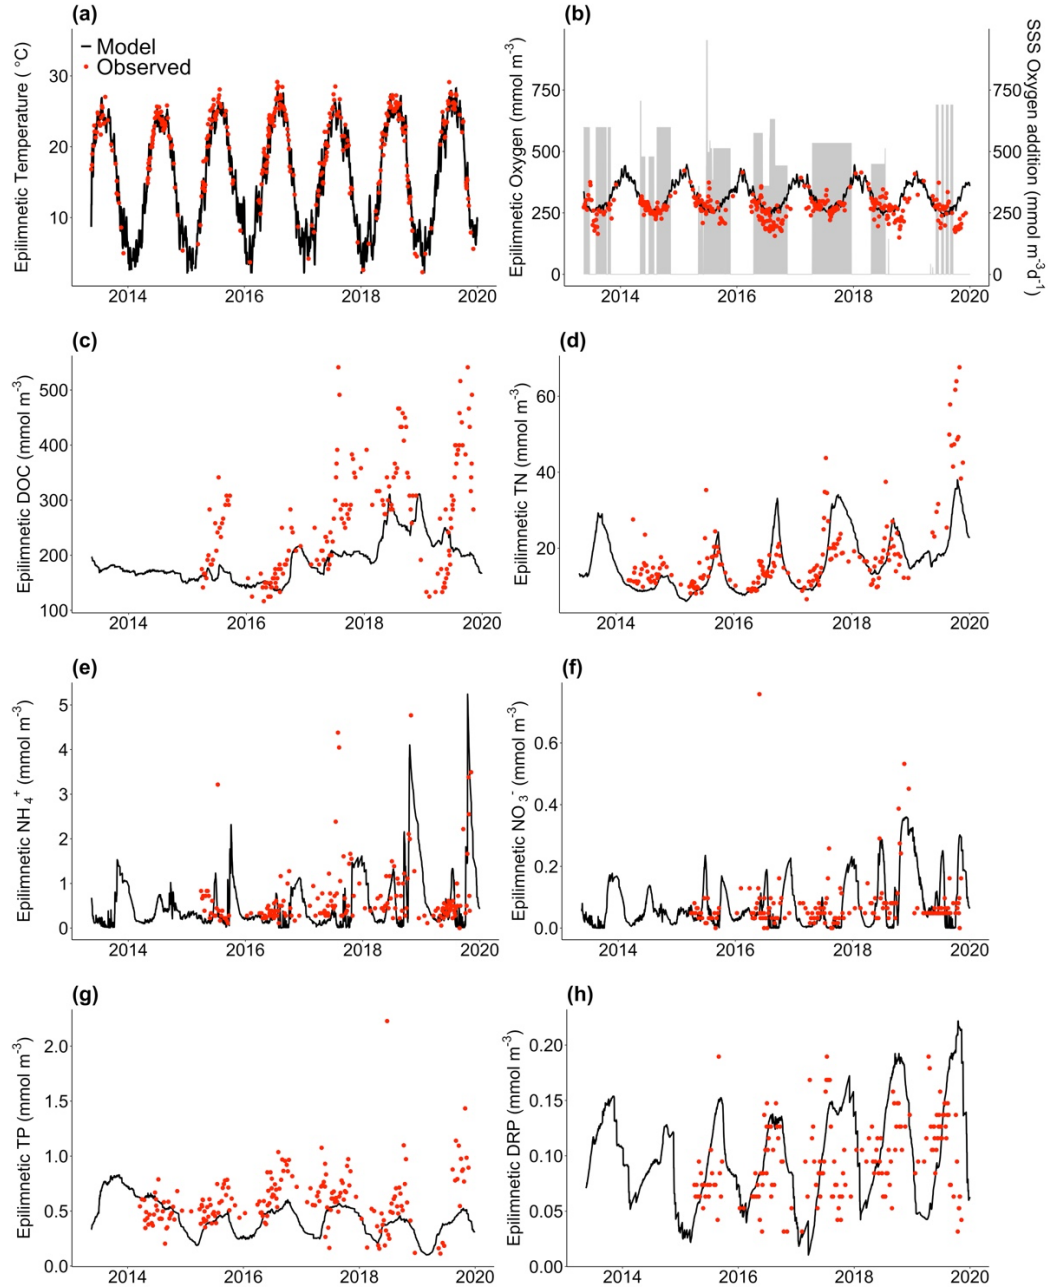 (a)
Epilimnetic Temperature ( °C)
Model
Observed
30
20
10
2014 2016 2018 2020
(b)
Epilimnetic Oxygen (mmol m⁻³)
SSS Oxygen addition (mmol m⁻³d⁻¹)
750 750
500 500
250 250
0 0
2014 2016 2018 2020
(c)
Epilimnetic DOC (mmol m⁻³)
500
400
300
200
100
2014 2016 2018 2020
(d)
Epilimnetic TN (mmol m⁻³)
60
40
20
2014 2016 2018 2020
(e)
Epilimnetic NH₄⁺ (mmol m⁻³)
5
4
3
2
1
0
2014 2016 2018 2020
(f)
Epilimnetic NO₃⁻ (mmol m⁻³)
0.6
0.4
0.2
0.0
2014 2016 2018 2020
(g)
Epilimnetic TP (mmol m⁻³)
2.0
1.5
1.0
0.5
0.0
2014 2016 2018 2020
(h)
Epilimnetic DRP (mmol m⁻³)
0.20
0.15
0.10
0.05
0.00
2014 2016 2018 2020